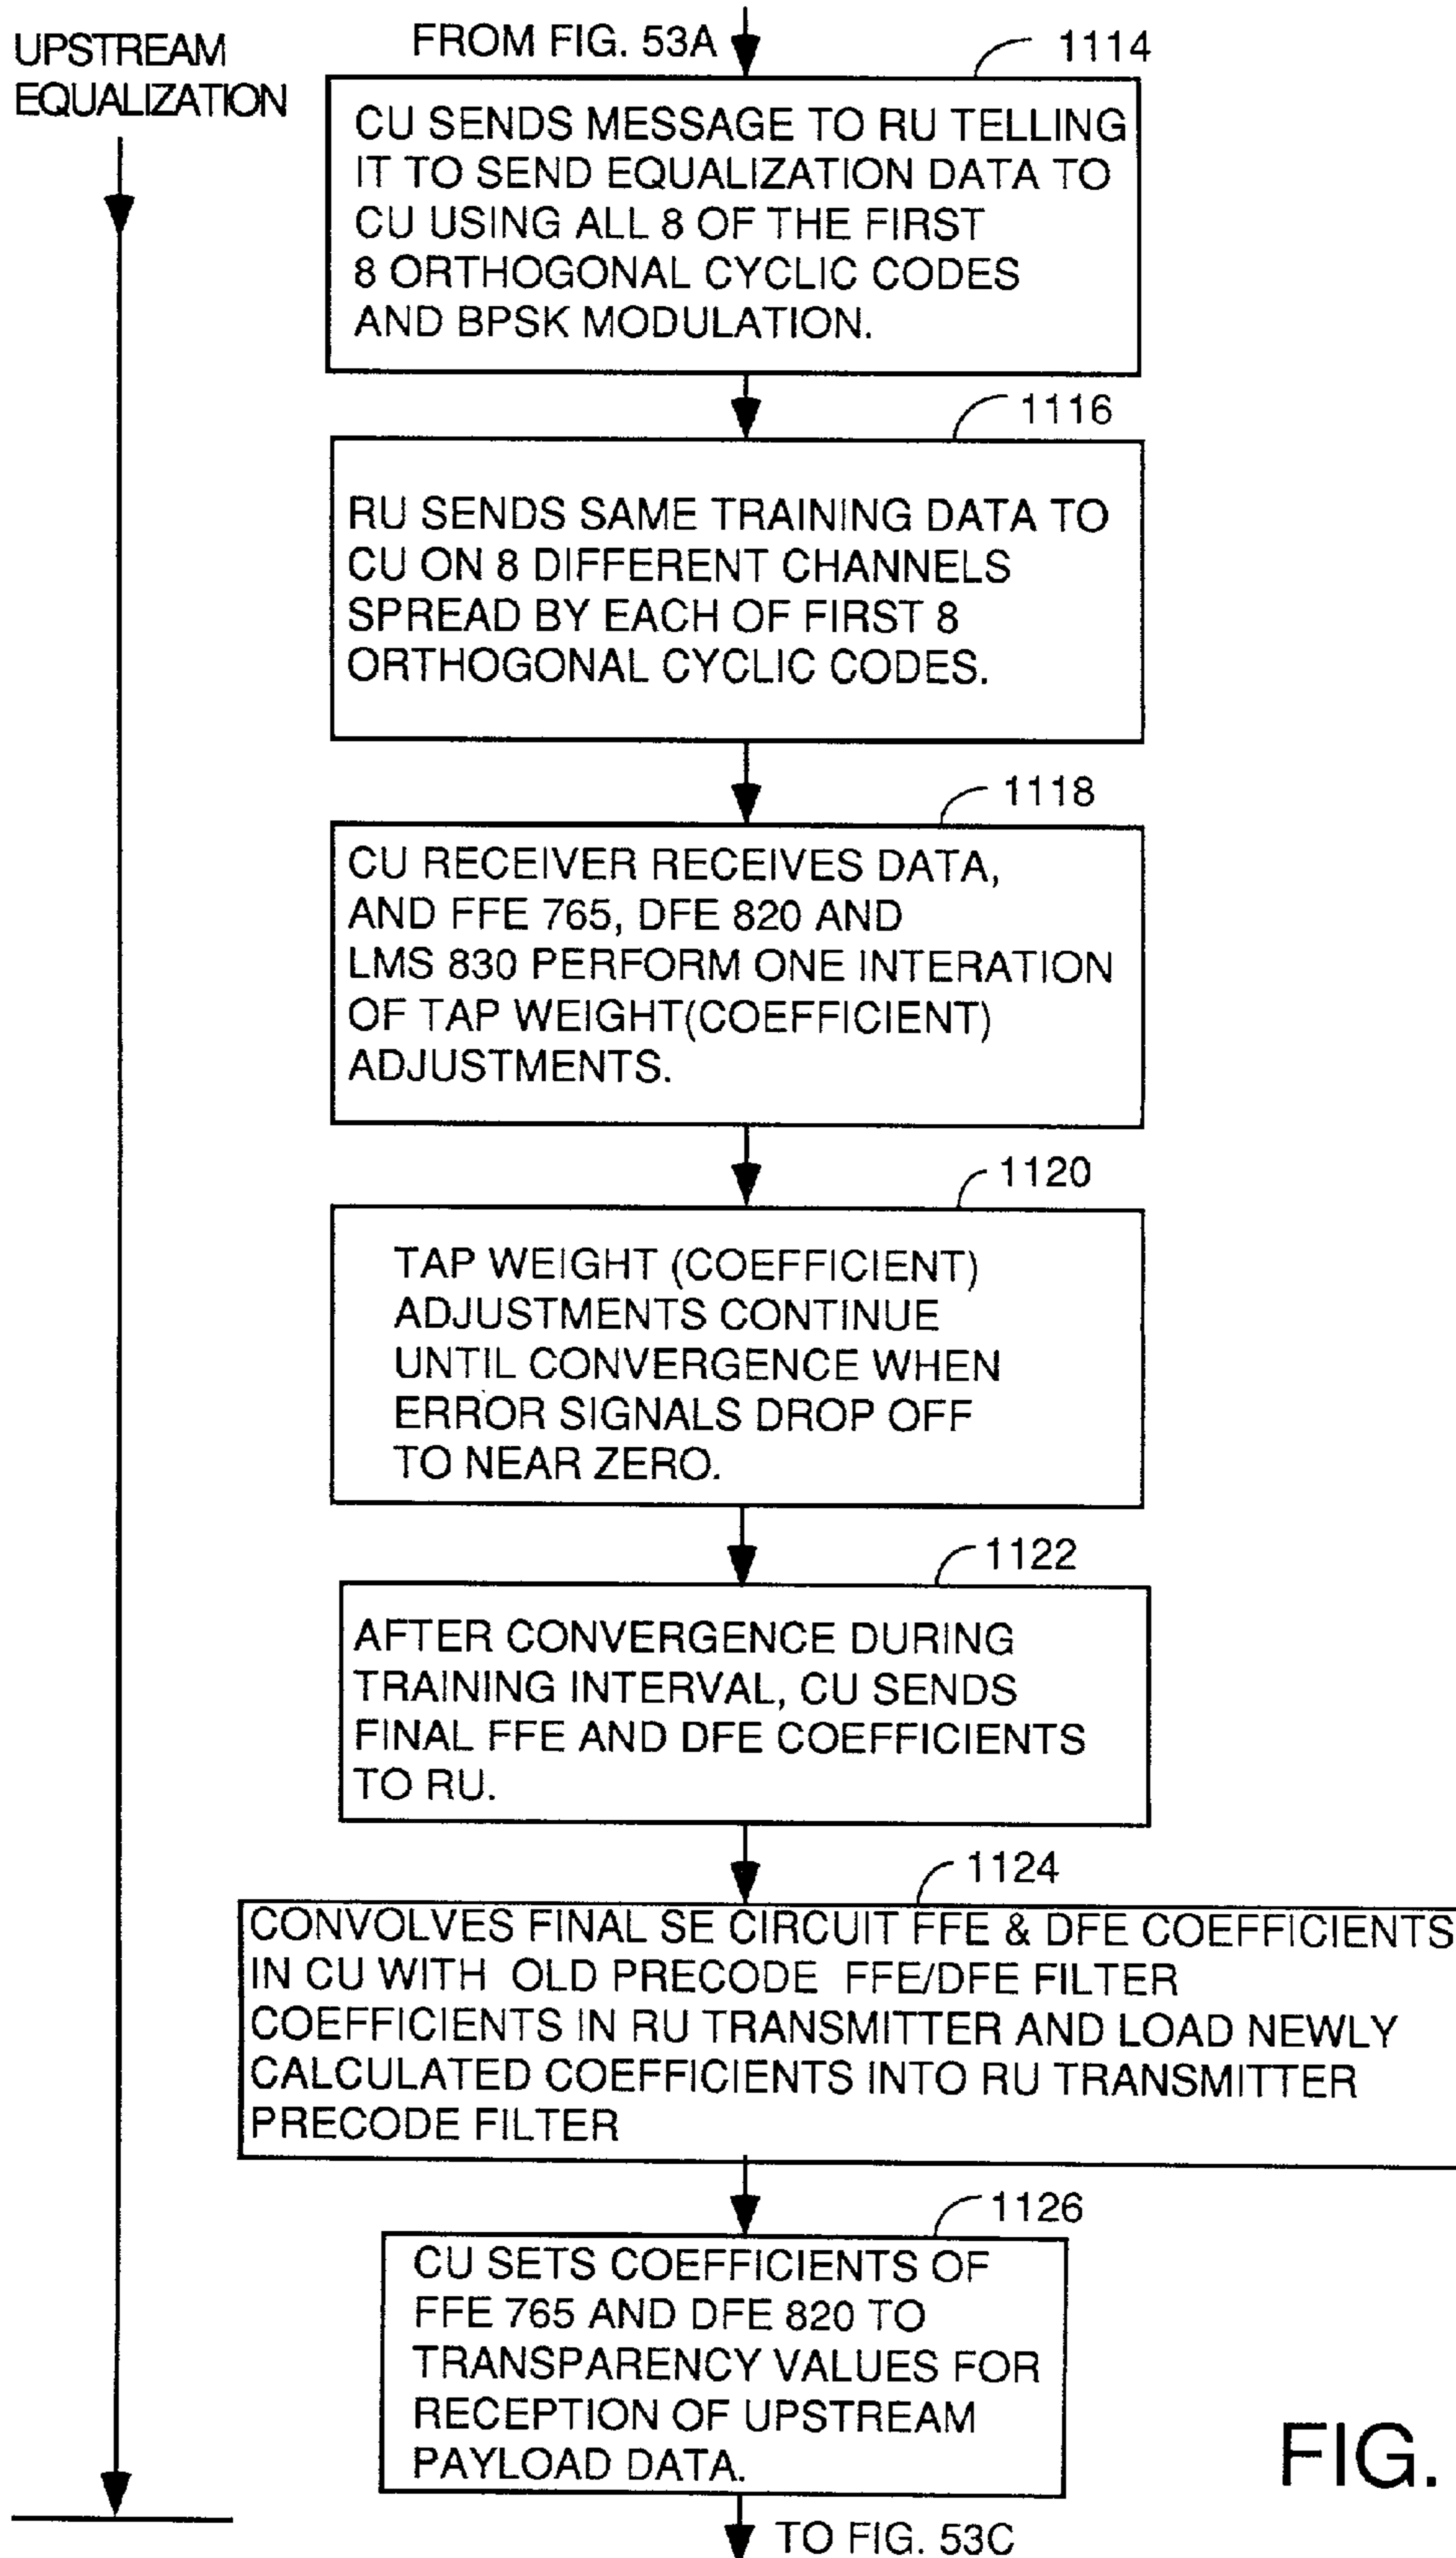 UPSTREAM
EQUALIZATION
FROM FIG. 53A
1114
CU SENDS MESSAGE TO RU TELLING
IT TO SEND EQUALIZATION DATA TO
CU USING ALL 8 OF THE FIRST
8 ORTHOGONAL CYCLIC CODES
AND BPSK MODULATION.
1116
RU SENDS SAME TRAINING DATA TO
CU ON 8 DIFFERENT CHANNELS
SPREAD BY EACH OF FIRST 8
ORTHOGONAL CYCLIC CODES.
1118
CU RECEIVER RECEIVES DATA,
AND FFE 765, DFE 820 AND
LMS 830 PERFORM ONE INTERATION
OF TAP WEIGHT(COEFFICIENT)
ADJUSTMENTS.
1120
TAP WEIGHT (COEFFICIENT)
ADJUSTMENTS CONTINUE
UNTIL CONVERGENCE WHEN
ERROR SIGNALS DROP OFF
TO NEAR ZERO.
1122
AFTER CONVERGENCE DURING
TRAINING INTERVAL, CU SENDS
FINAL FFE AND DFE COEFFICIENTS
TO RU.
1124
CONVOLVES FINAL SE CIRCUIT FFE & DFE COEFFICIENTS
IN CU WITH OLD PRECODE FFE/DFE FILTER
COEFFICIENTS IN RU TRANSMITTER AND LOAD NEWLY
CALCULATED COEFFICIENTS INTO RU TRANSMITTER
PRECODE FILTER
1126
CU SETS COEFFICIENTS OF
FFE 765 AND DFE 820 TO
TRANSPARENCY VALUES FOR
RECEPTION OF UPSTREAM
PAYLOAD DATA.
FIG.
TO FIG. 53C